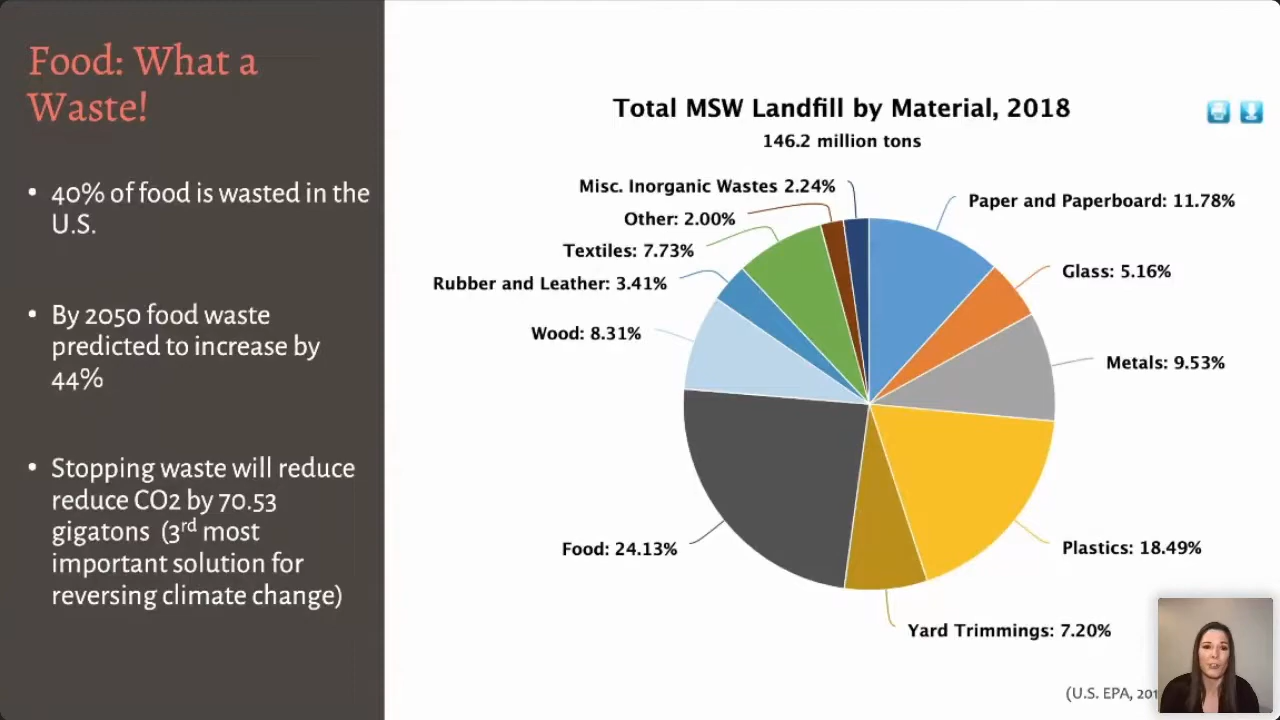 Food: What a
Waste!
• 40% of food is wasted in the
U.S.
• By 2050 food waste
predicted to increase by
44%
• Stopping waste will reduce
reduce CO2 by 70.53
gigatons (3rd most
important solution for
reversing climate change)
Total MSW Landfill by Material, 2018
146.2 million tons
Misc. Inorganic Wastes 2.24%
Other: 2.00%
Textiles: 7.73%
Rubber and Leather: 3.41%
Wood: 8.31%
Food: 24.13%
Paper and Paperboard: 11.78%
Glass: 5.16%
Metals: 9.53%
Plastics: 18.49%
Yard Trimmings: 7.20%
(U.S. EPA,